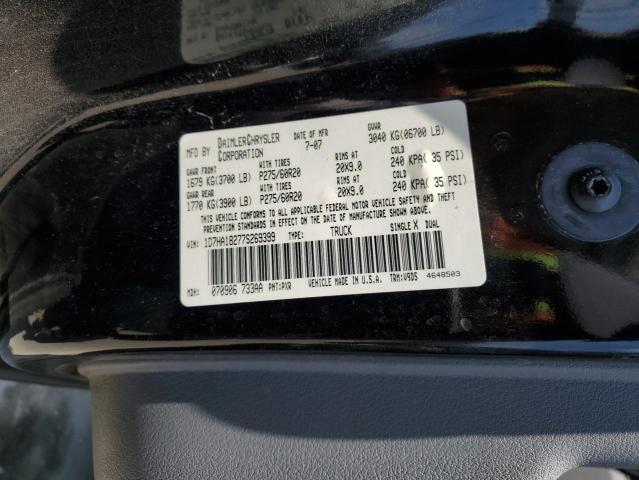 MFD BY DAIMLERCHRYSLER CORPORATION DATE OF MFR 7-07 GVWR 3040 KG(06700 LB)
GAWR FRONT WITH TIRES RIMS AT COLD
1679 KG(3700 LB) P275/60R20 20X9.0 240 KPA( 35 PSI)
GAWR REAR WITH TIRES RIMS AT COLD
1770 KG(3900 LB) P275/60R20 20X9.0 240 KPA( 35 PSI)
THIS VEHICLE CONFORMS TO ALL APPLICABLE FEDERAL MOTOR VEHICLE SAFETY AND THEFT
PREVENTION STANDARDS IN EFFECT ON THE DATE OF MANUFACTURE SHOWN ABOVE.
VIN: 1D7HA18277S269399 TYPE: TRUCK SINGLE X DUAL
MDH: 070906 733AA PNT:PXR VEHICLE MADE IN U.S.A. TRM:V9D5 4648503